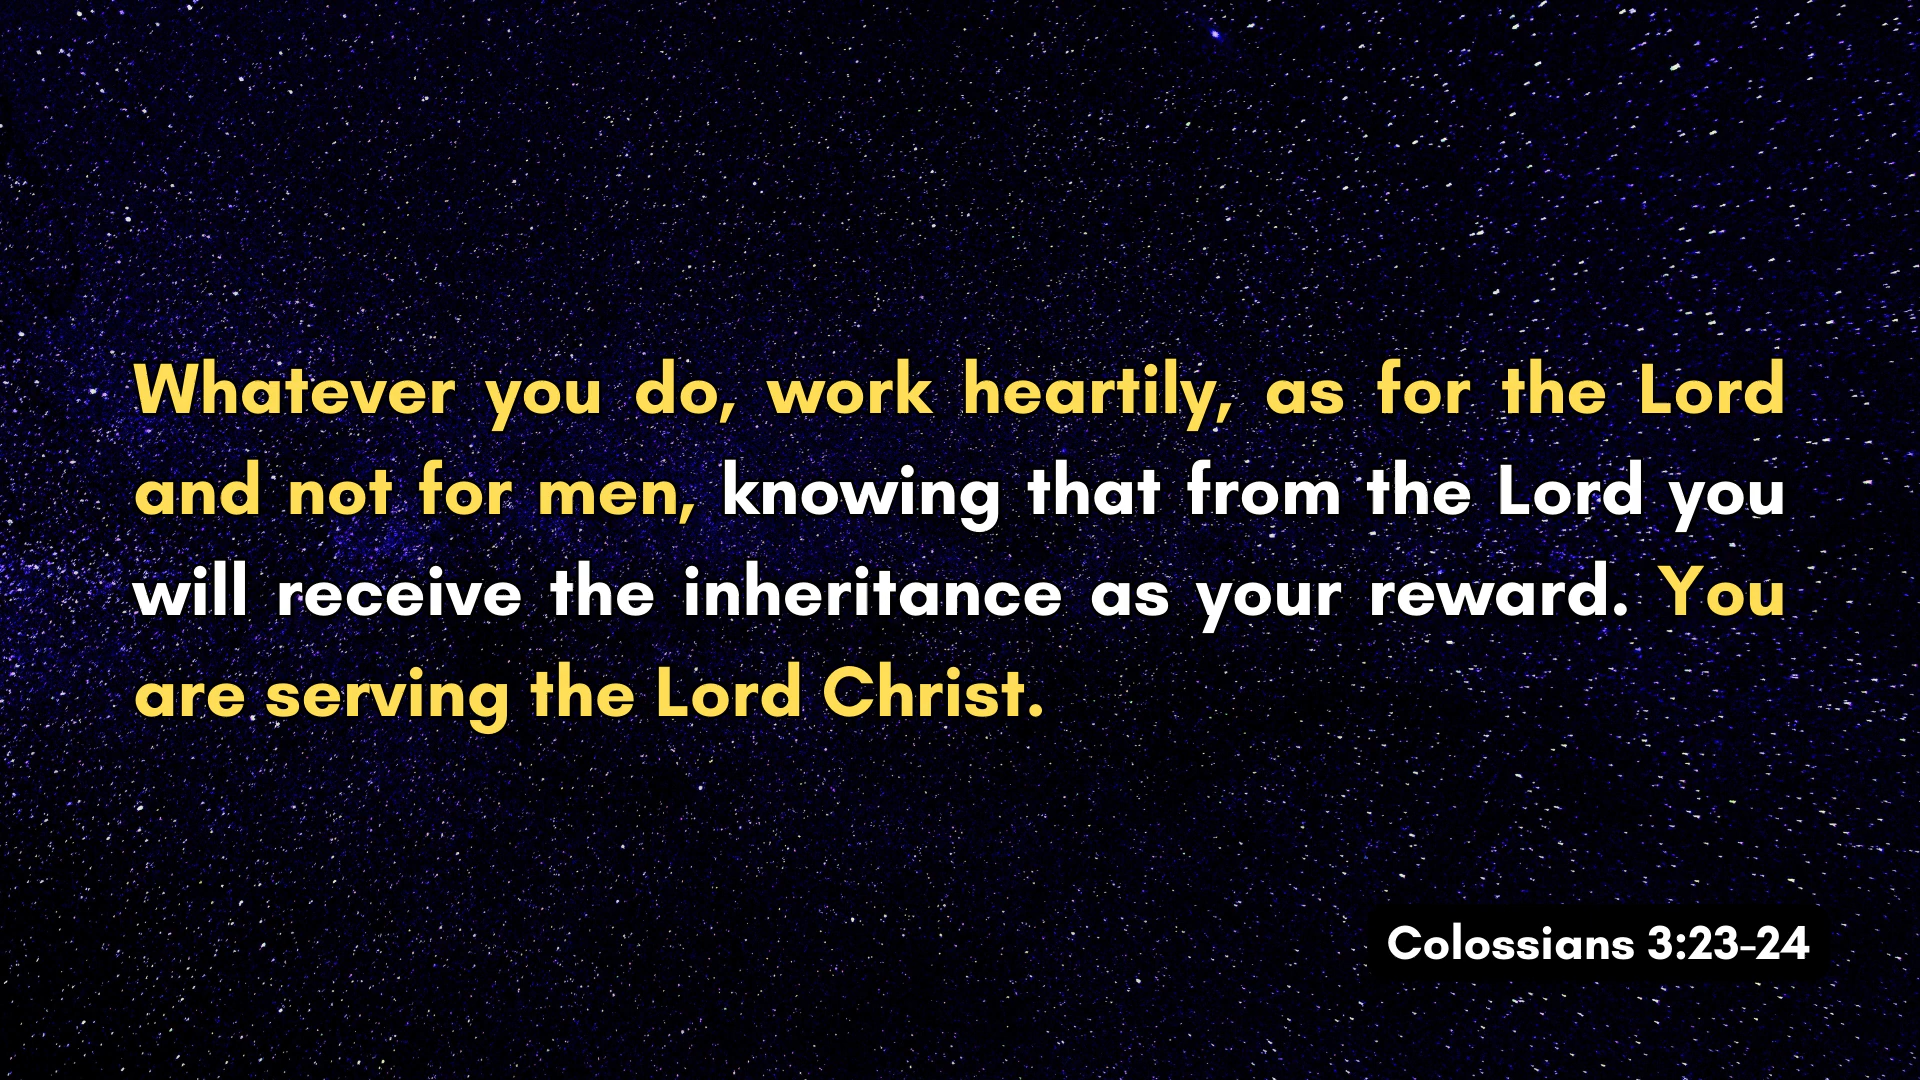 Whatever you do, work heartily, as for the Lord
and not for men, knowing that from the Lord you
will receive the inheritance as your reward. You
are serving the Lord Christ.
Colossians 3:23-24